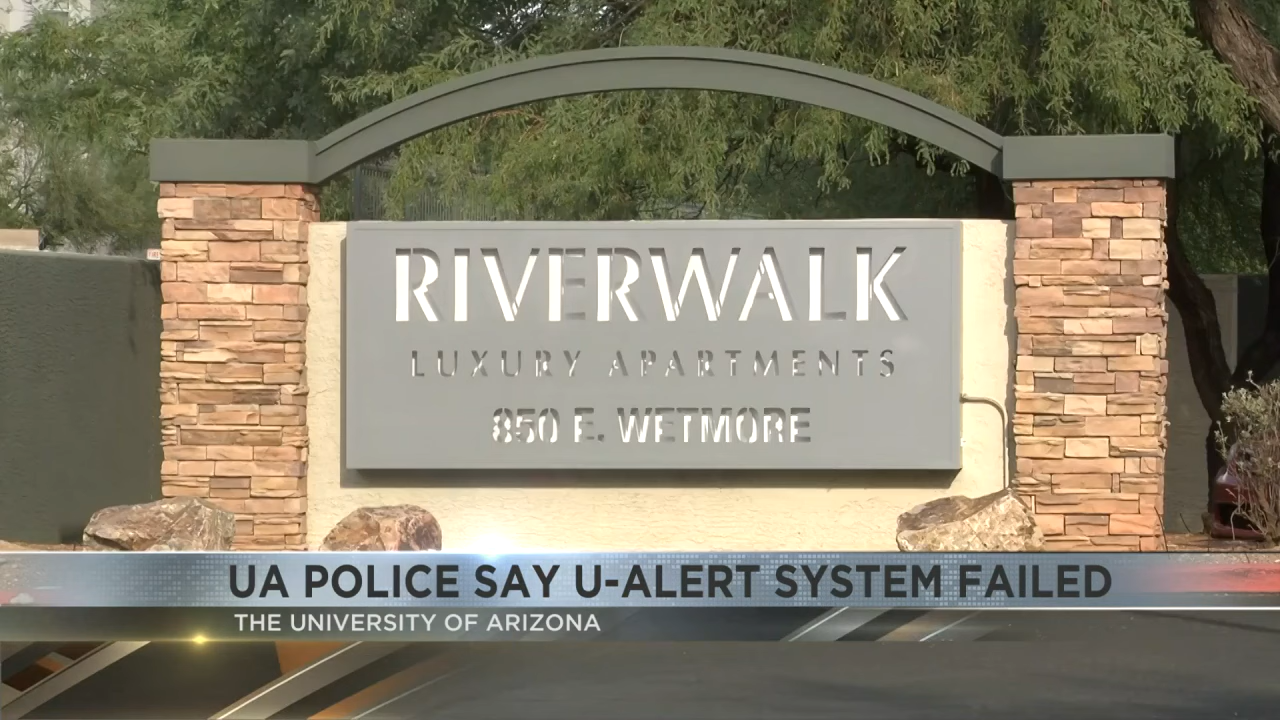 RIVERWALK
LUXURY APARTMENTS
850 E. WETMORE
UA POLICE SAY U-ALERT SYSTEM FAILED
THE UNIVERSITY OF ARIZONA